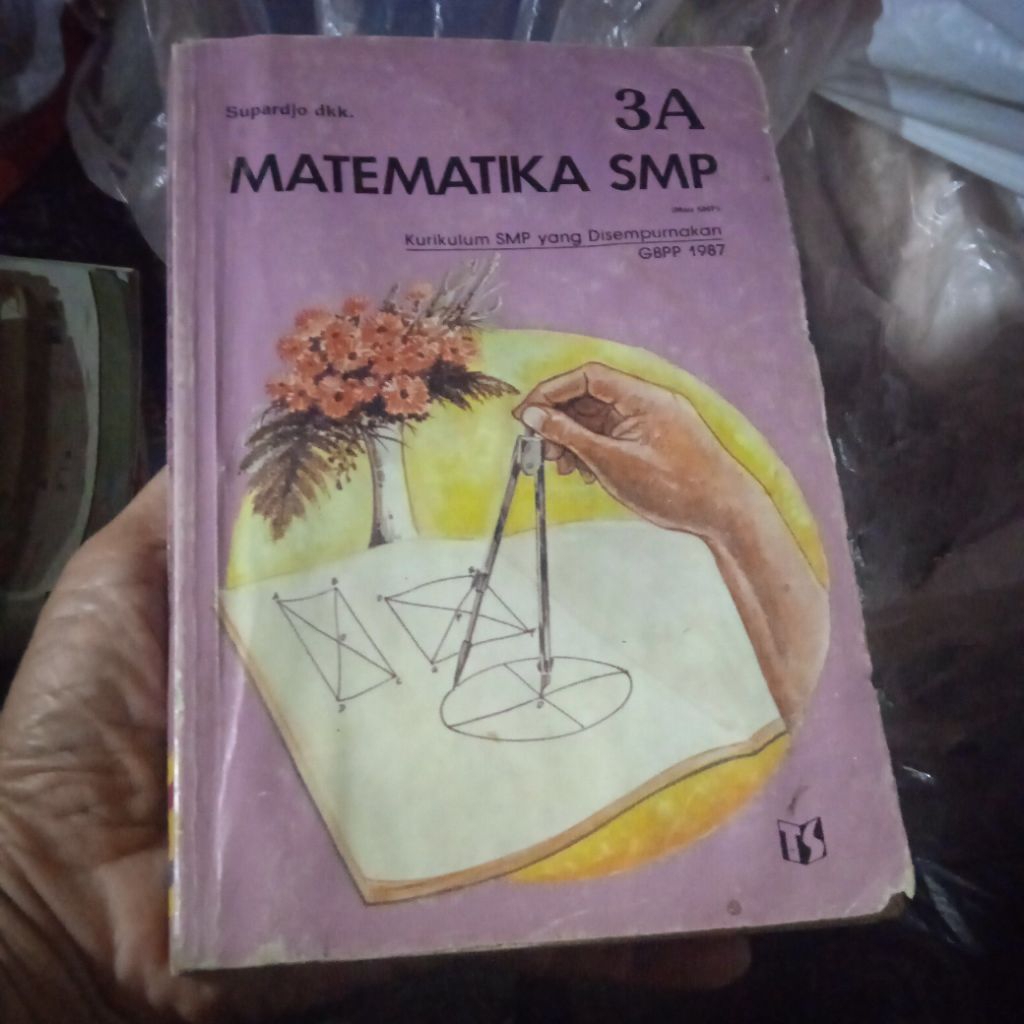 Supardjo dkk.
3A
MATEMATIKA SMP
Kurikulum SMP yang Disempurnakan
GBPP 1987
TS